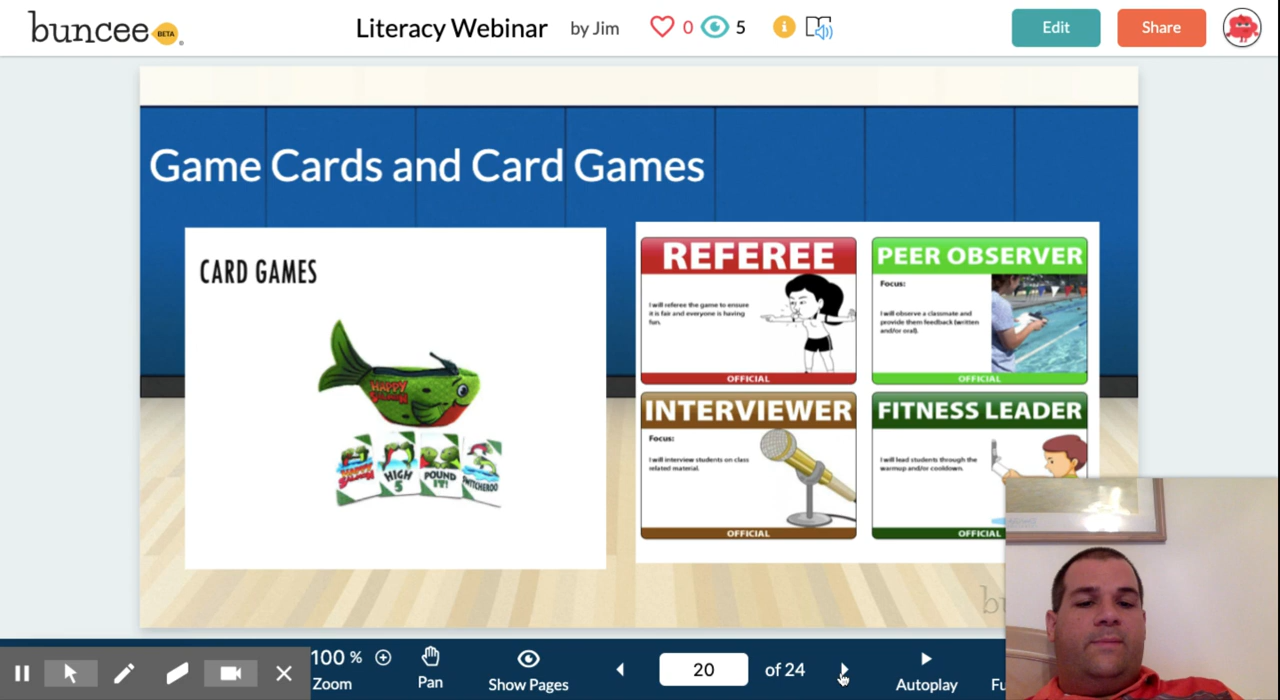 buncee BETA
Literacy Webinar by Jim 0 5 Edit Share
Game Cards and Card Games
CARD GAMES
HAPPY
SALMON
HIGH
5
POUND
IT!
SWITCHEROO
REFEREE
I will referee the game to ensure
it is fair and everyone is having
fun.
OFFICIAL
PEER OBSERVER
Focus:
I will observe a classmate and
provide them feedback (written
and/or oral).
OFFICIAL
INTERVIEWER
Focus:
I will interview students on class
related material.
OFFICIAL
FITNESS LEADER
I will lead students through the
warmup and/or cooldown.
OFFICIAL
100 %
Zoom
Pan
Show Pages
20 of 24
Autoplay